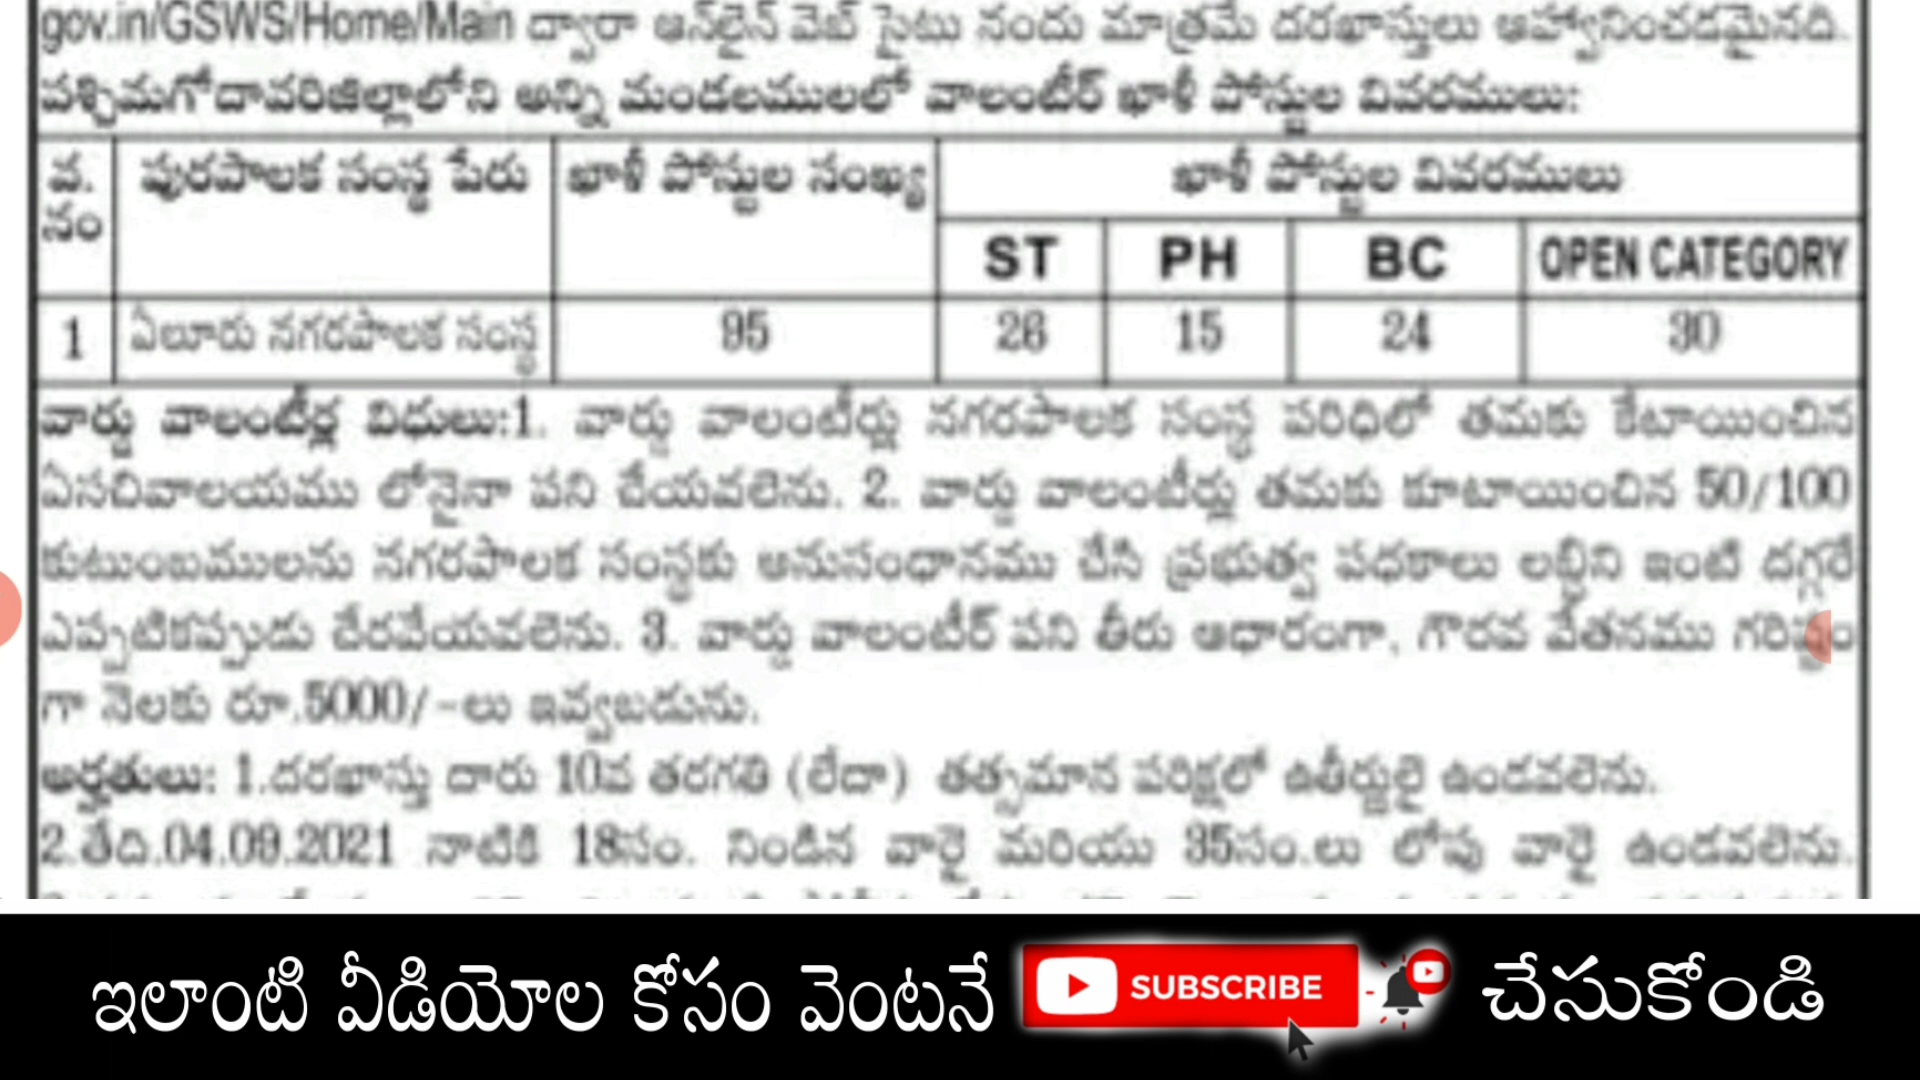 gov.in/GSWS/Home/Main ద్వారా ఆన్‌లైన్ వెబ్ సైటు నందు మాత్రమే దరఖాస్తులు ఆహ్వానించడమైనది.
పశ్చిమగోదావరిజిల్లాలోని అన్ని మండలములలో వాలంటీర్ ఖాళీ పోస్టుల వివరములు:
వ.నం పురపాలక సంస్థ పేరు ఖాళీ పోస్టుల సంఖ్య ఖాళీ పోస్టుల వివరములు
ST PH BC OPEN CATEGORY
1 ఏలూరు నగరపాలక సంస్థ 95 26 15 24 30
వార్డు వాలంటీర్ల విధులు:1. వార్డు వాలంటీర్లు నగరపాలక సంస్థ పరిధిలో తమకు కేటాయించిన
ఏసచివాలయము లోనైనా పని చేయవలెను. 2. వార్డు వాలంటీర్లు తమకు కూటాయించిన 50/100
కుటుంబములను నగరపాలక సంస్థకు అనుసంధానము చేసి ప్రభుత్వ పధకాలు లబ్ధిని ఇంటి దగ్గరే
ఎప్పటికప్పుడు చేరవేయవలెను. 3. వార్డు వాలంటీర్ పని తీరు ఆధారంగా, గౌరవ వేతనము గరిష్ఠం
గా నెలకు రూ.5000/-లు ఇవ్వబడును.
అర్హతులు: 1.దరఖాస్తు దారు 10వ తరగతి (లేదా) తత్సమాన పరిక్షలో ఉతీర్ణులై ఉండవలెను.
2.తేది.04.09.2021 నాటికి 18సం. నిండిన వారై మరియు 35సం.లు లోపు వారై ఉండవలెను.
ఇలాంటి వీడియోల కోసం వెంటనే SUBSCRIBE చేసుకోండి